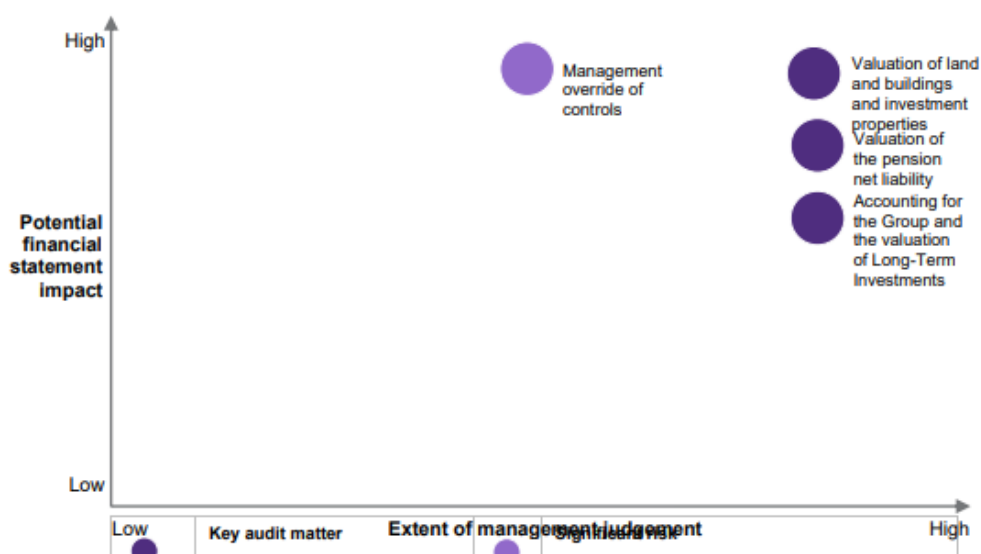 High
Management
override of
controls
Valuation of land
and buildings
and investment
properties
Valuation of
the pension
net liability
Accounting for
the Group and
the valuation
of Long-Term
Investments
Potential
financial
statement
impact
Low
Low
Extent of management judgement
High
Key audit matter
Significant risk